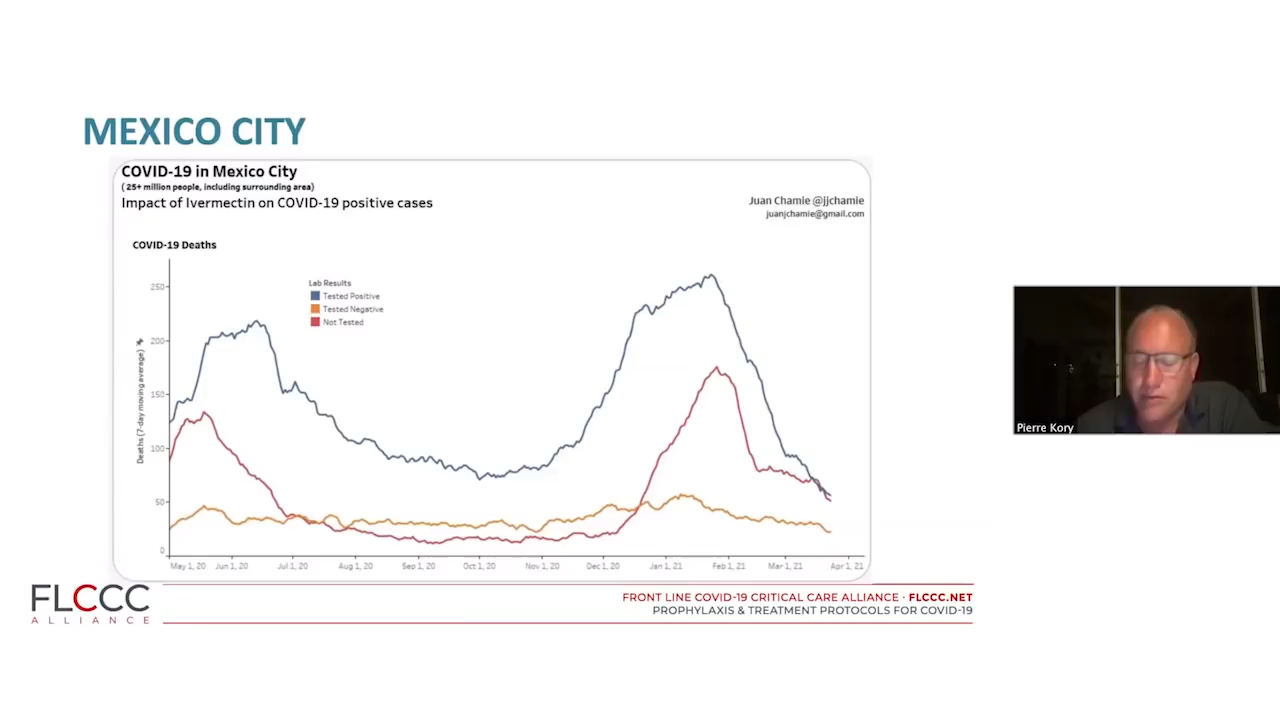 MEXICO CITY
COVID-19 in Mexico City
( 25+ million people, including surrounding area)
Impact of Ivermectin on COVID-19 positive cases
Juan Chamie @jjchamie
juanjchamie@gmail.com
COVID-19 Deaths
Lab Results
Tested Positive
Tested Negative
Not Tested
Deaths (7-day moving average)
250
200
150
100
50
0
May 1, 20 Jun 1, 20 Jul 1, 20 Aug 1, 20 Sep 1, 20 Oct 1, 20 Nov 1, 20 Dec 1, 20 Jan 1, 21 Feb 1, 21 Mar 1, 21 Apr 1, 21
FLCCC
ALLIANCE
FRONT LINE COVID-19 CRITICAL CARE ALLIANCE · FLCCC.NET
PROPHYLAXIS & TREATMENT PROTOCOLS FOR COVID-19
Pierre Kory